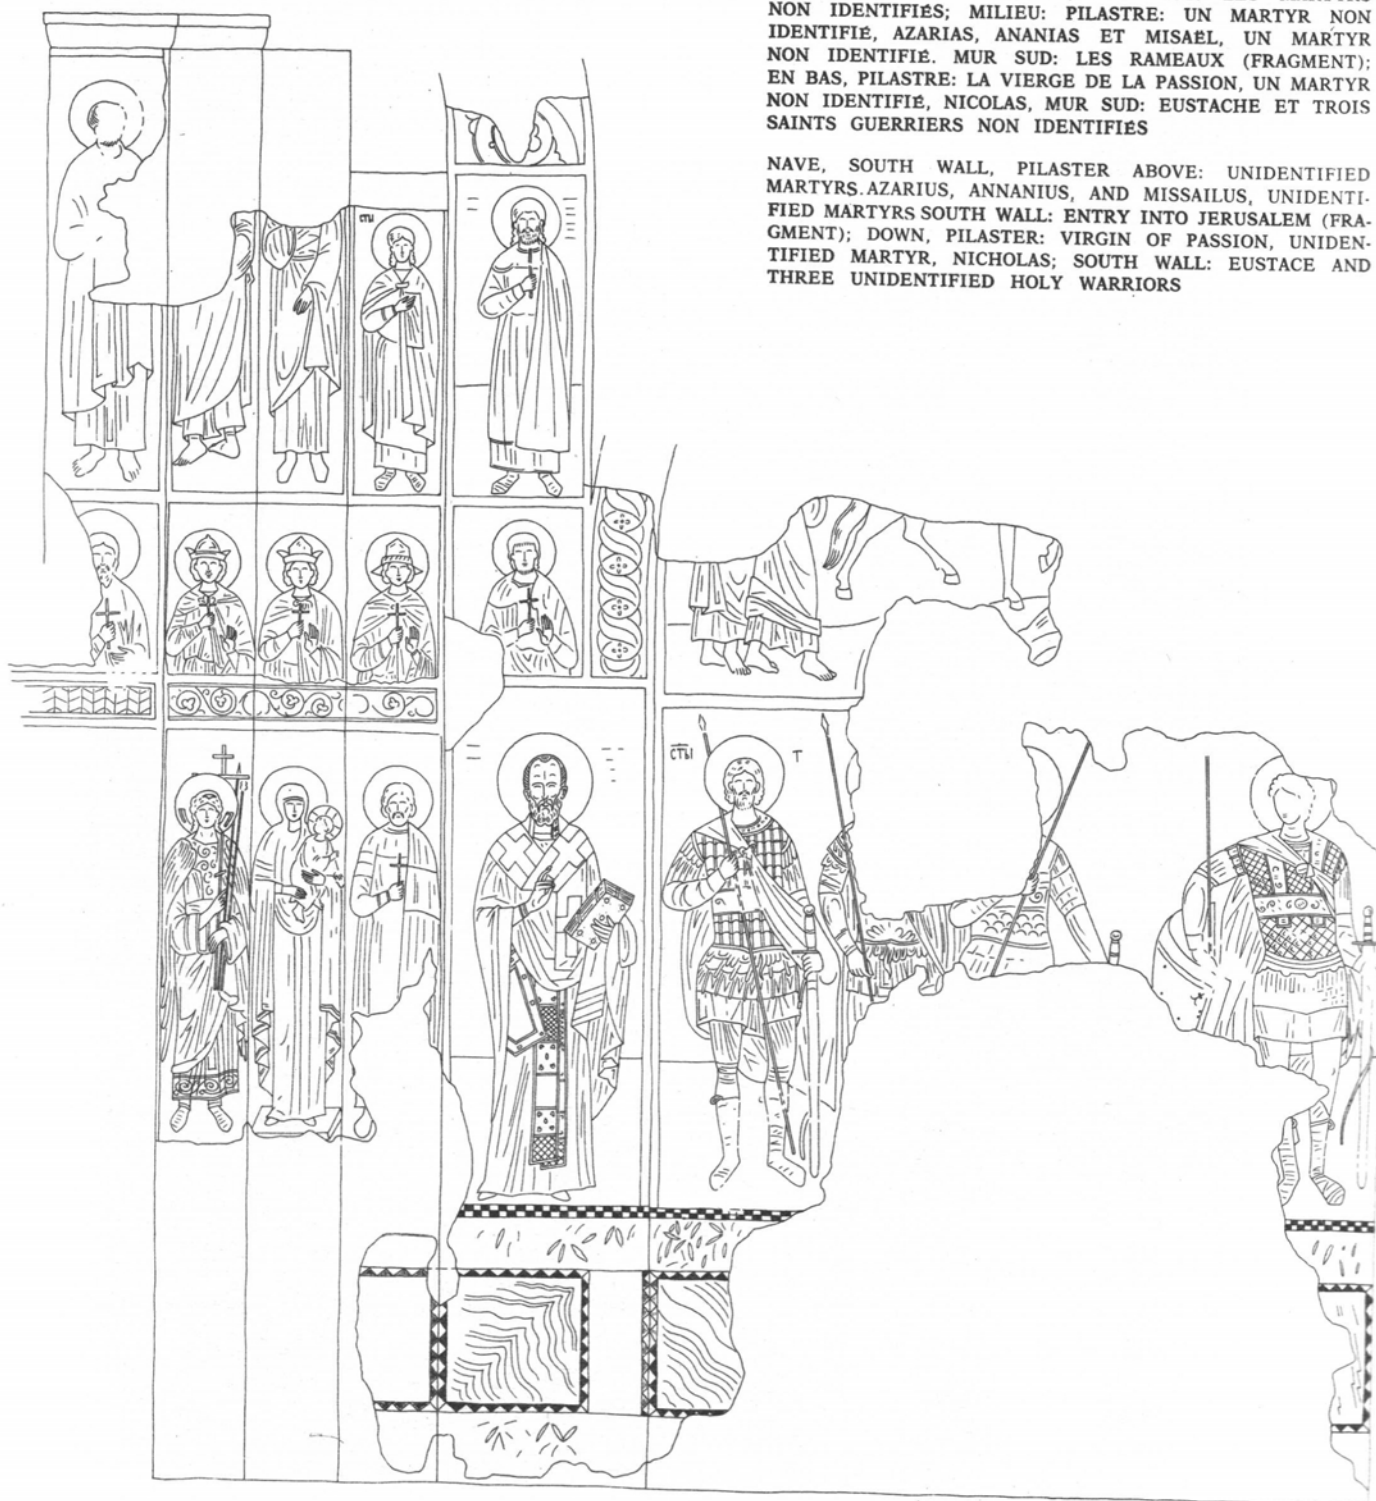 NON IDENTIFIÉS; MILIEU: PILASTRE: UN MARTYR NON
IDENTIFIÉ, AZARIAS, ANANIAS ET MISAËL, UN MARTYR
NON IDENTIFIÉ. MUR SUD: LES RAMEAUX (FRAGMENT);
EN BAS, PILASTRE: LA VIERGE DE LA PASSION, UN MARTYR
NON IDENTIFIÉ, NICOLAS, MUR SUD: EUSTACHE ET TROIS
SAINTS GUERRIERS NON IDENTIFIÉS
NAVE, SOUTH WALL, PILASTER ABOVE: UNIDENTIFIED
MARTYRS. AZARIUS, ANNANIUS, AND MISSAILUS, UNIDENTI-
FIED MARTYRS SOUTH WALL: ENTRY INTO JERUSALEM (FRA-
GMENT); DOWN, PILASTER: VIRGIN OF PASSION, UNIDEN-
TIFIED MARTYR, NICHOLAS; SOUTH WALL: EUSTACE AND
THREE UNIDENTIFIED HOLY WARRIORS
СТЫ
СТЫ Т